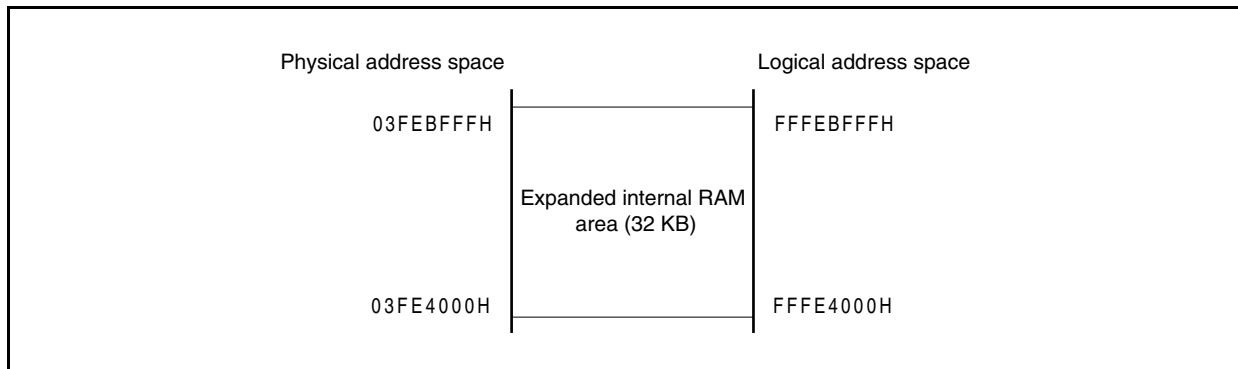 Physical address space
Logical address space
03FEBFFFH
FFFEBFFFH
Expanded internal RAM
area (32 KB)
03FE4000H
FFFE4000H